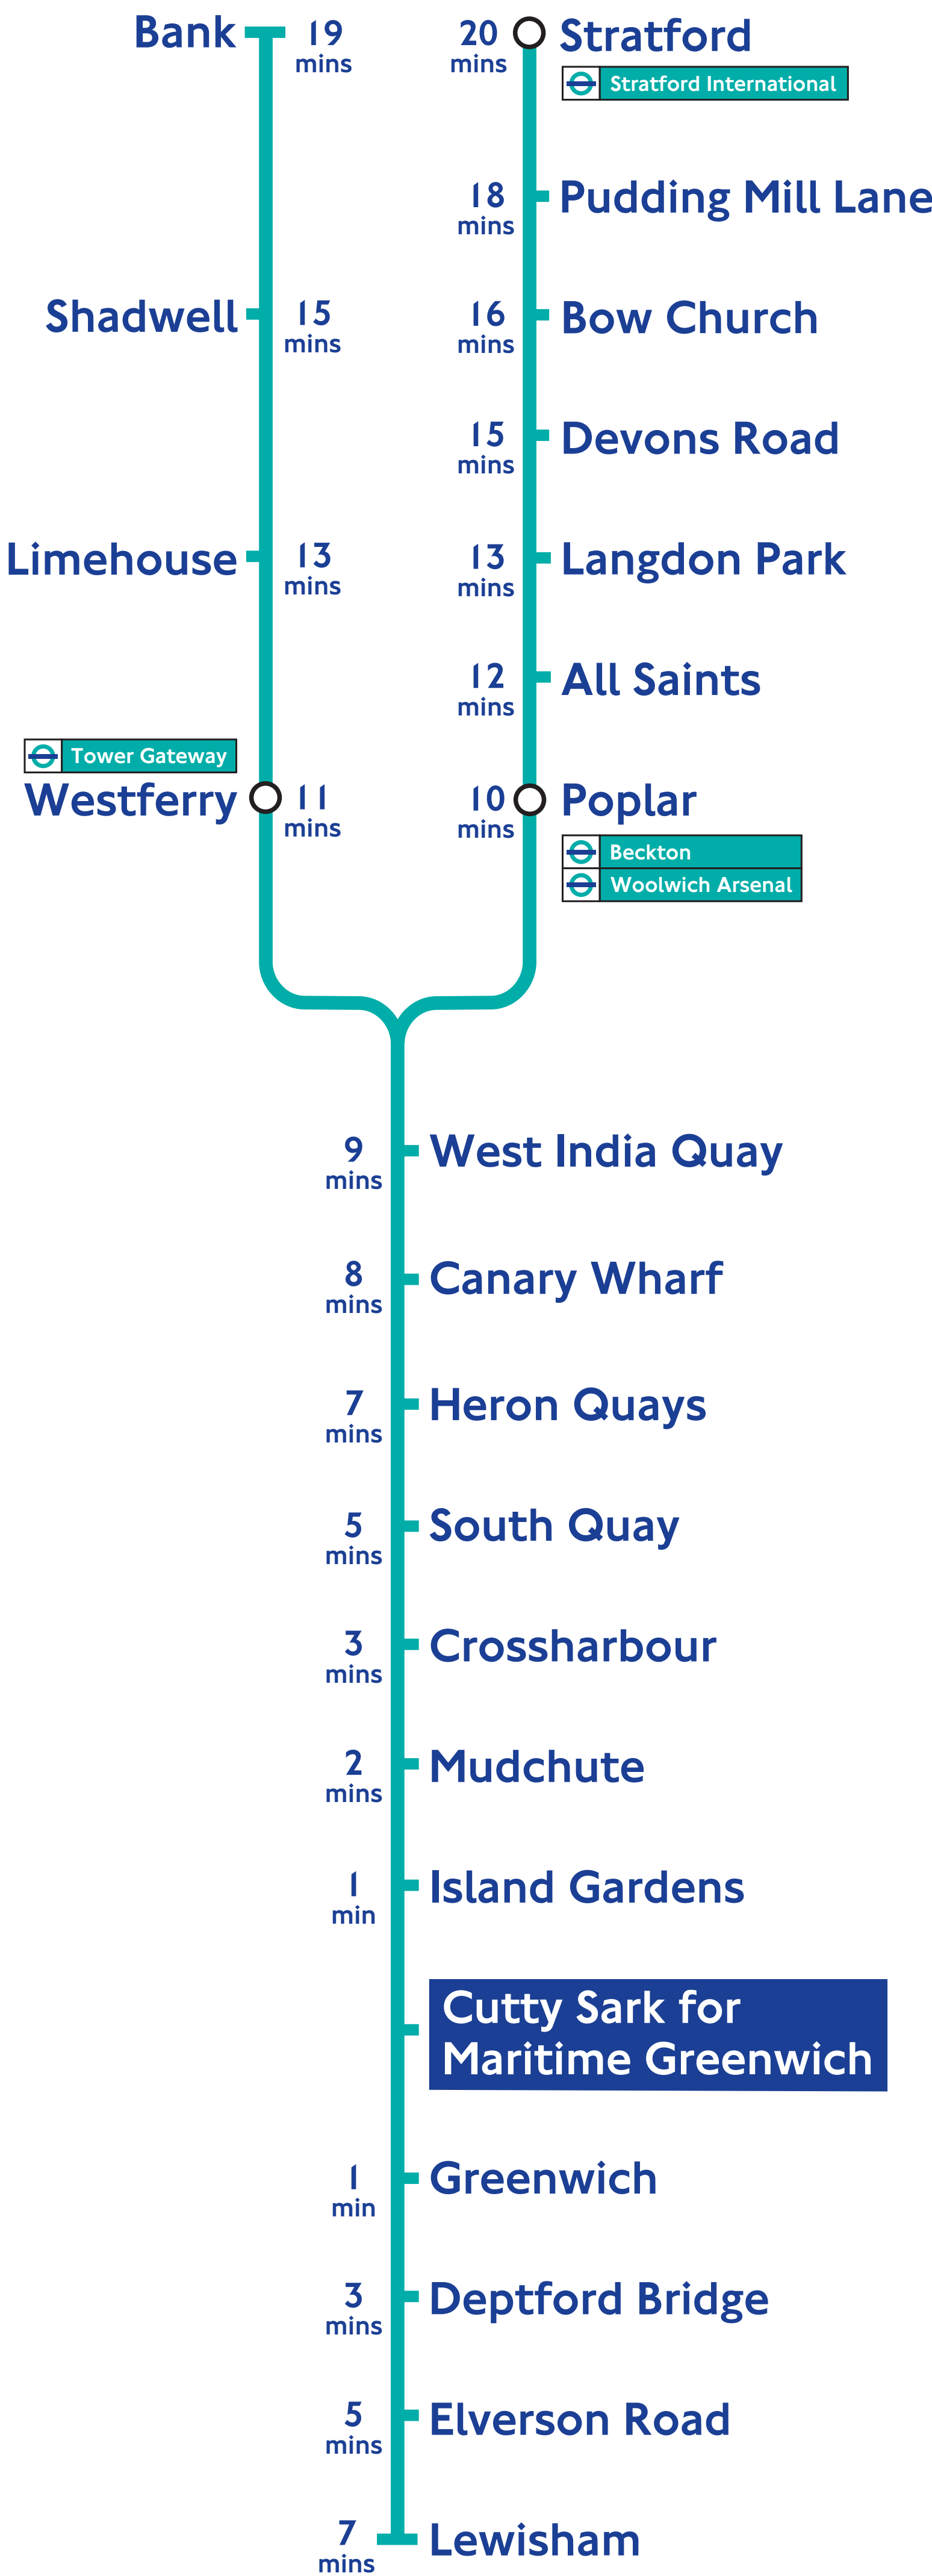 Bank
19
mins
Shadwell
15
mins
Limehouse
13
mins
Tower Gateway
Westferry
11
mins
20
mins
Stratford
Stratford International
18
mins
Pudding Mill Lane
16
mins
Bow Church
15
mins
Devons Road
13
mins
Langdon Park
12
mins
All Saints
10
mins
Poplar
Beckton
Woolwich Arsenal
9
mins
West India Quay
8
mins
Canary Wharf
7
mins
Heron Quays
5
mins
South Quay
3
mins
Crossharbour
2
mins
Mudchute
1
min
Island Gardens
Cutty Sark for
Maritime Greenwich
1
min
Greenwich
3
mins
Deptford Bridge
5
mins
Elverson Road
7
mins
Lewisham